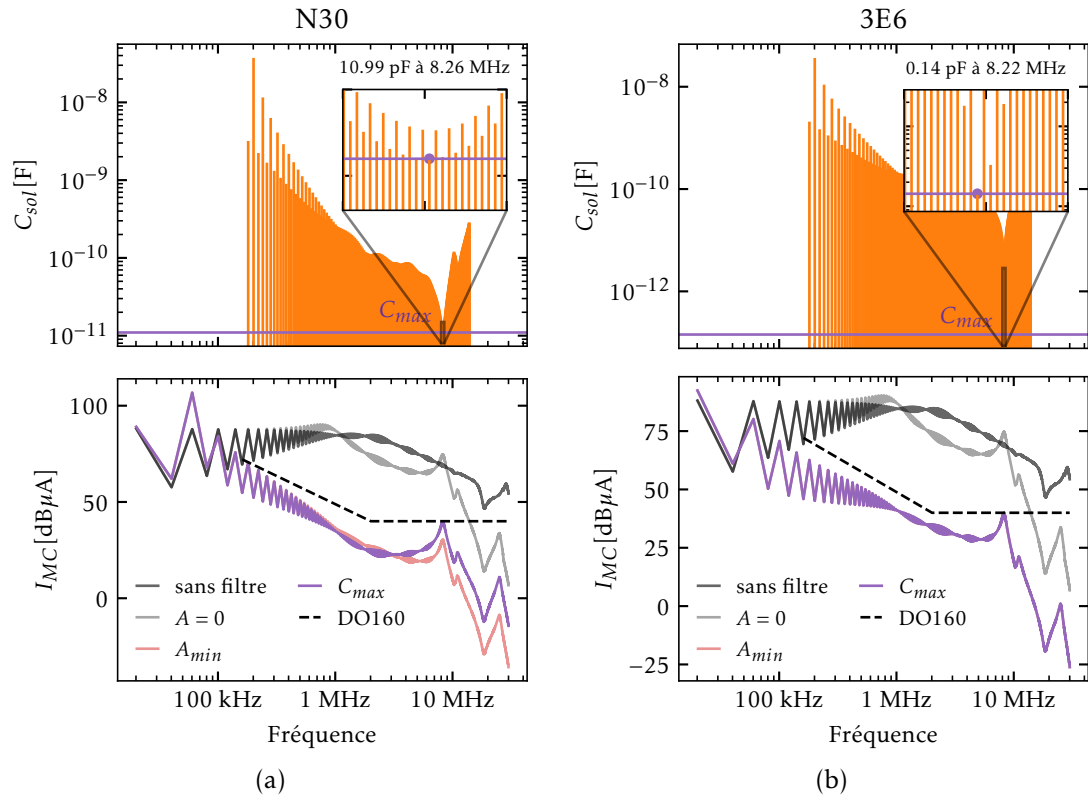 N30
3E6
10.99 pF à 8.26 MHz
0.14 pF à 8.22 MHz
C_sol [F]
10⁻⁸
10⁻⁹
10⁻¹⁰
10⁻¹¹
C_max
C_sol [F]
10⁻⁸
10⁻¹⁰
10⁻¹²
C_max
I_MC [dBµA]
100
50
0
sans filtre
A = 0
A_min
C_max
DO160
100 kHz
1 MHz
10 MHz
Fréquence
(a)
I_MC [dBµA]
75
50
25
0
−25
sans filtre
A = 0
A_min
C_max
DO160
100 kHz
1 MHz
10 MHz
Fréquence
(b)